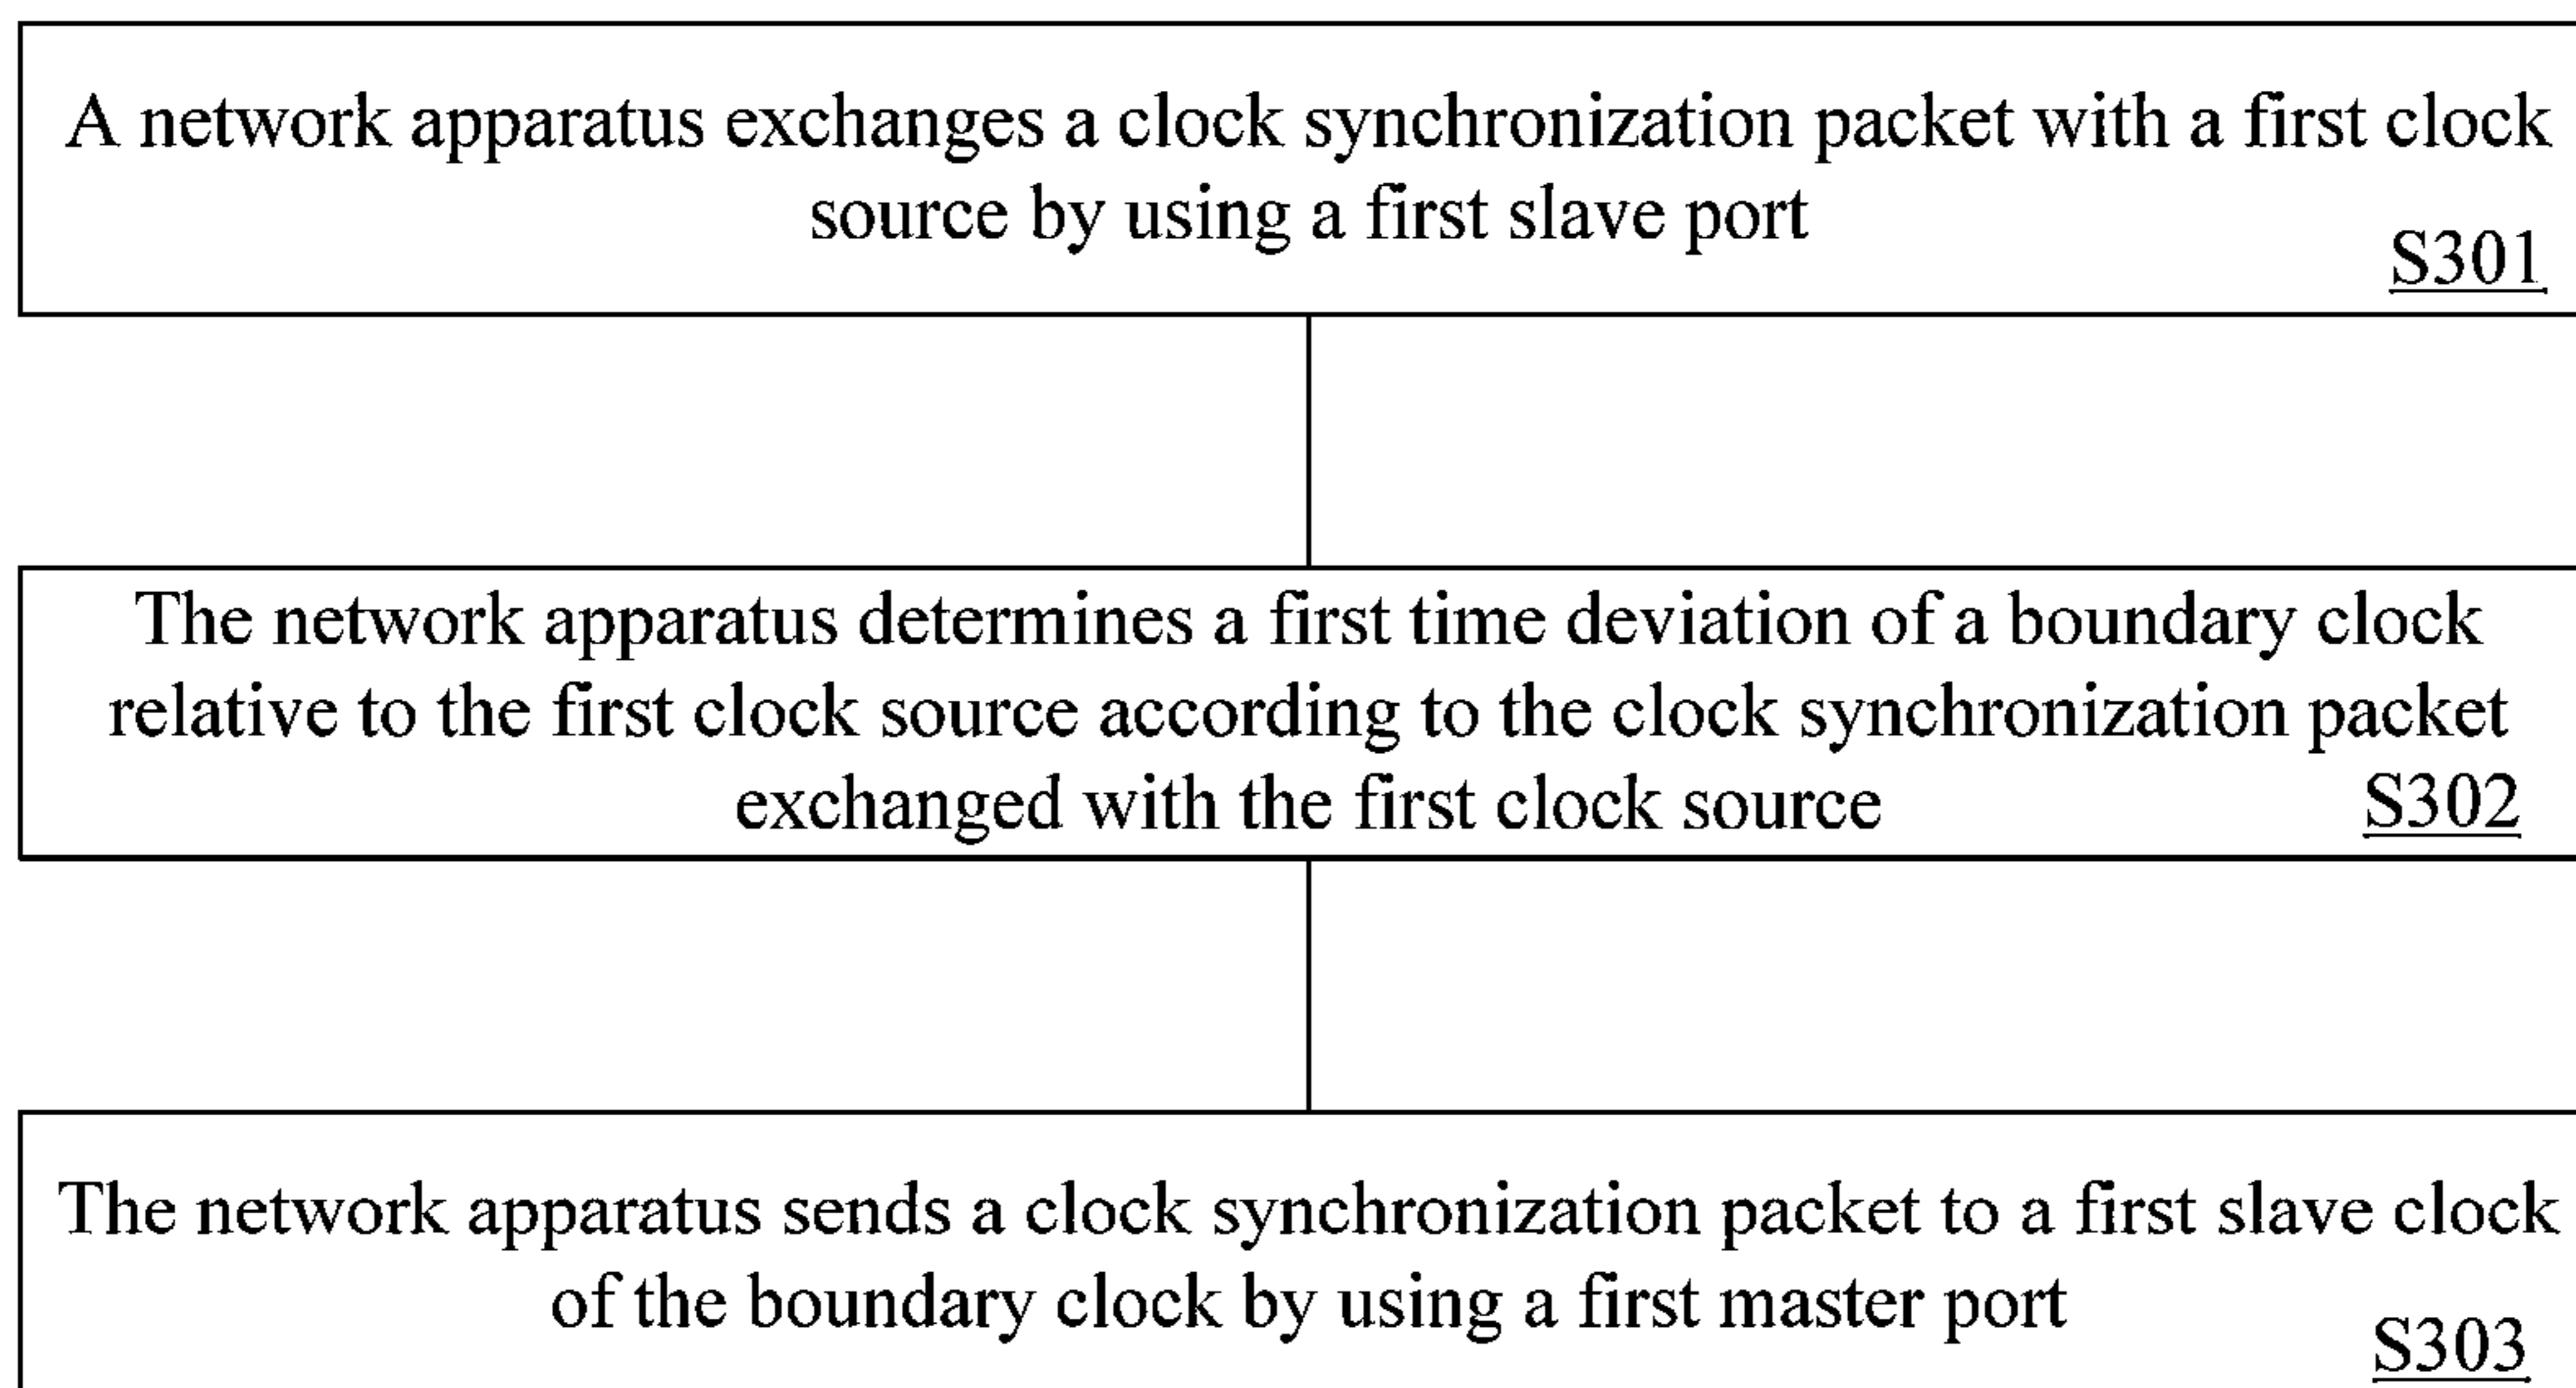 A network apparatus exchanges a clock synchronization packet with a first clock
source by using a first slave port
S301
The network apparatus determines a first time deviation of a boundary clock
relative to the first clock source according to the clock synchronization packet
exchanged with the first clock source
S302
The network apparatus sends a clock synchronization packet to a first slave clock
of the boundary clock by using a first master port
S303